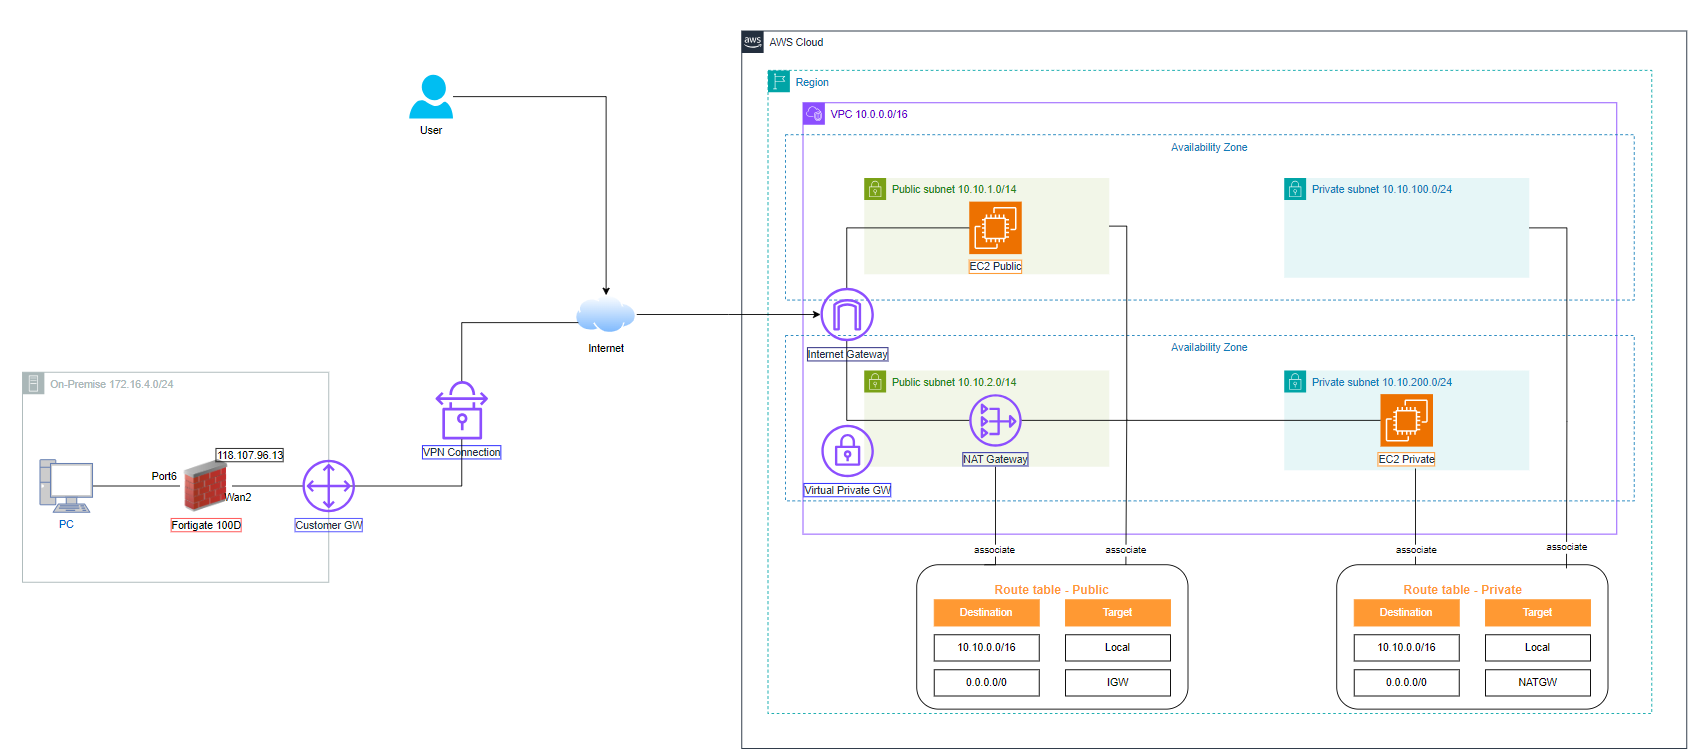 aws
AWS Cloud
Region
VPC 10.0.0.0/16
Availability Zone
User
Public subnet 10.10.1.0/14
Private subnet 10.10.100.0/24
EC2 Public
Internet
Internet Gateway
Availability Zone
Public subnet 10.10.2.0/14
Private subnet 10.10.200.0/24
On-Premise 172.16.4.0/24
VPN Connection
118.107.96.13
Port6
Wan2
NAT Gateway
EC2 Private
Virtual Private GW
PC
Fortigate 100D
Customer GW
associate
associate
associate
associate
Route table - Public
Destination
Target
10.10.0.0/16
Local
0.0.0.0/0
IGW
Route table - Private
Destination
Target
10.10.0.0/16
Local
0.0.0.0/0
NATGW